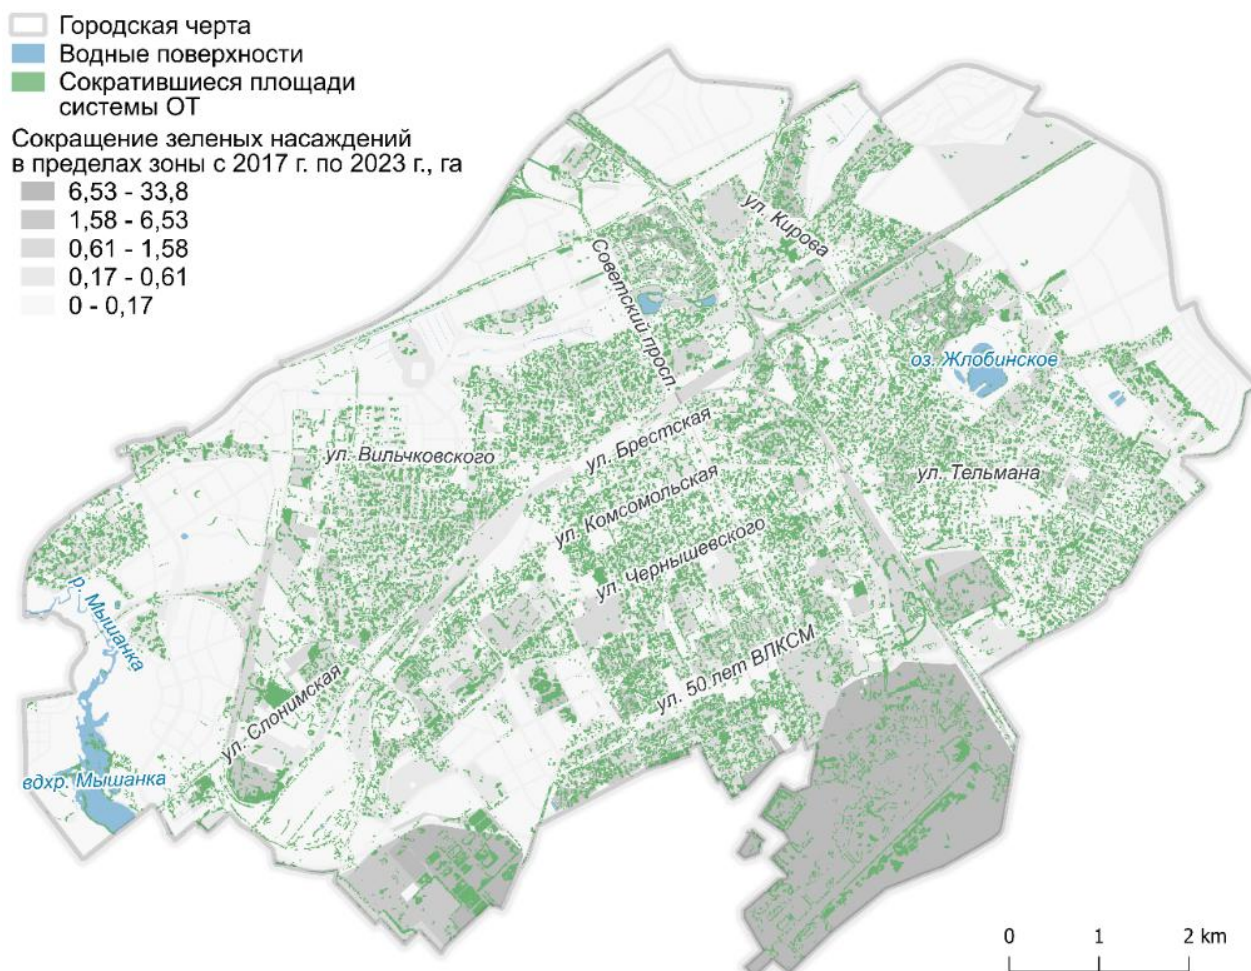 Городская черта
Водные поверхности
Сократившиеся площади
системы ОТ
Сокращение зеленых насаждений
в пределах зоны с 2017 г. по 2023 г., га
6,53 - 33,8
1,58 - 6,53
0,61 - 1,58
0,17 - 0,61
0 - 0,17
ул. Кирова
Советский просп.
оз. Жлобинское
ул. Брестская
ул. Вильчковского
ул. Тельмана
ул. Комсомольская
ул. Чернышевского
р. Мышанка
ул. 50 лет ВЛКСМ
ул. Слонимская
вдхр. Мышанка
0 1 2 km